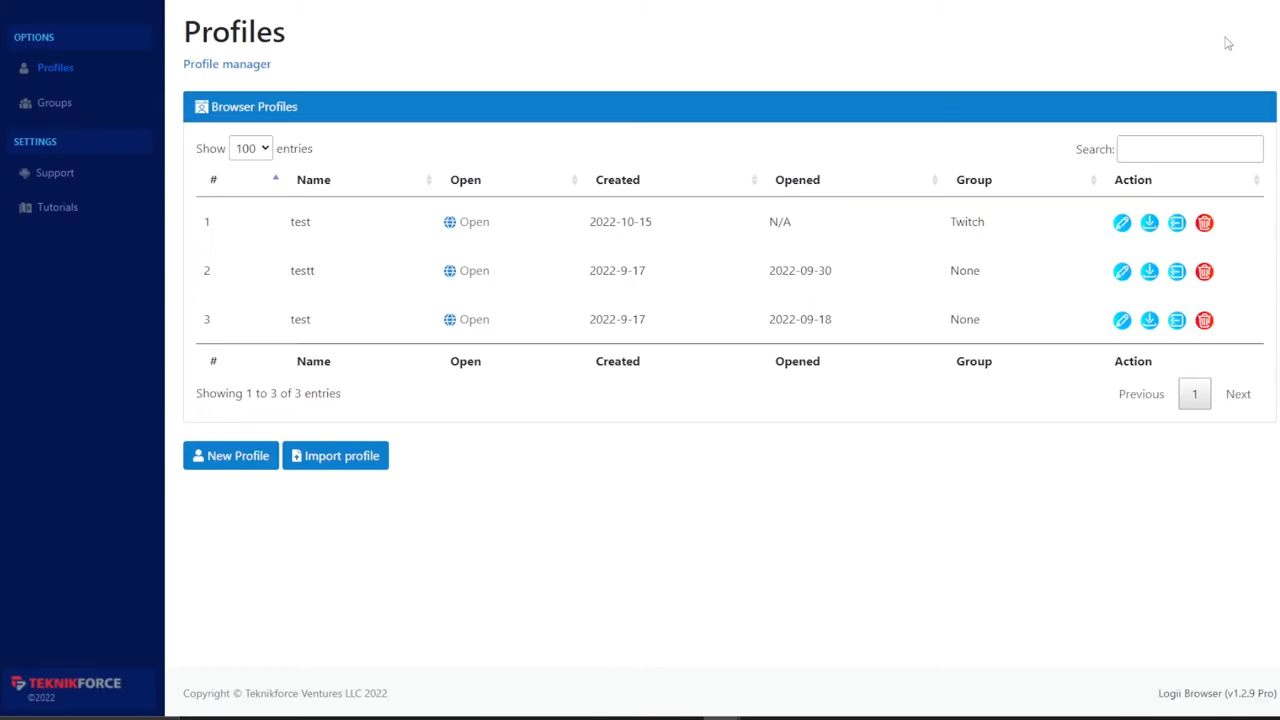 OPTIONS
Profiles
Groups
SETTINGS
Support
Tutorials
TEKNIKFORCE
©2022
Profiles
Profile manager
Browser Profiles
Show 100 entries
Search:
# Name Open Created Opened Group Action
1 test Open 2022-10-15 N/A Twitch
2 testt Open 2022-9-17 2022-09-30 None
3 test Open 2022-9-17 2022-09-18 None
# Name Open Created Opened Group Action
Showing 1 to 3 of 3 entries
Previous 1 Next
New Profile Import profile
Copyright © Teknikforce Ventures LLC 2022
Logii Browser (v1.2.9 Pro)